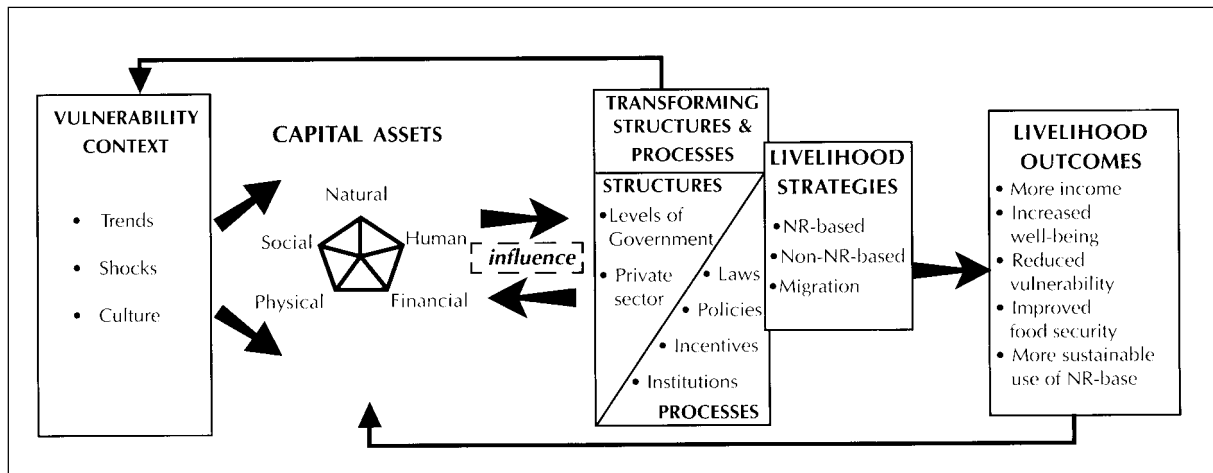 VULNERABILITY
CONTEXT
• Trends
• Shocks
• Culture
CAPITAL ASSETS
Natural
Social
Human
Physical
Financial
influence
TRANSFORMING
STRUCTURES &
PROCESSES
STRUCTURES
• Levels of
Government
• Private
sector
• Laws
• Policies
• Incentives
• Institutions
PROCESSES
LIVELIHOOD
STRATEGIES
• NR-based
• Non-NR-based
• Migration
LIVELIHOOD
OUTCOMES
• More income
• Increased
well-being
• Reduced
vulnerability
• Improved
food security
• More sustainable
use of NR-base